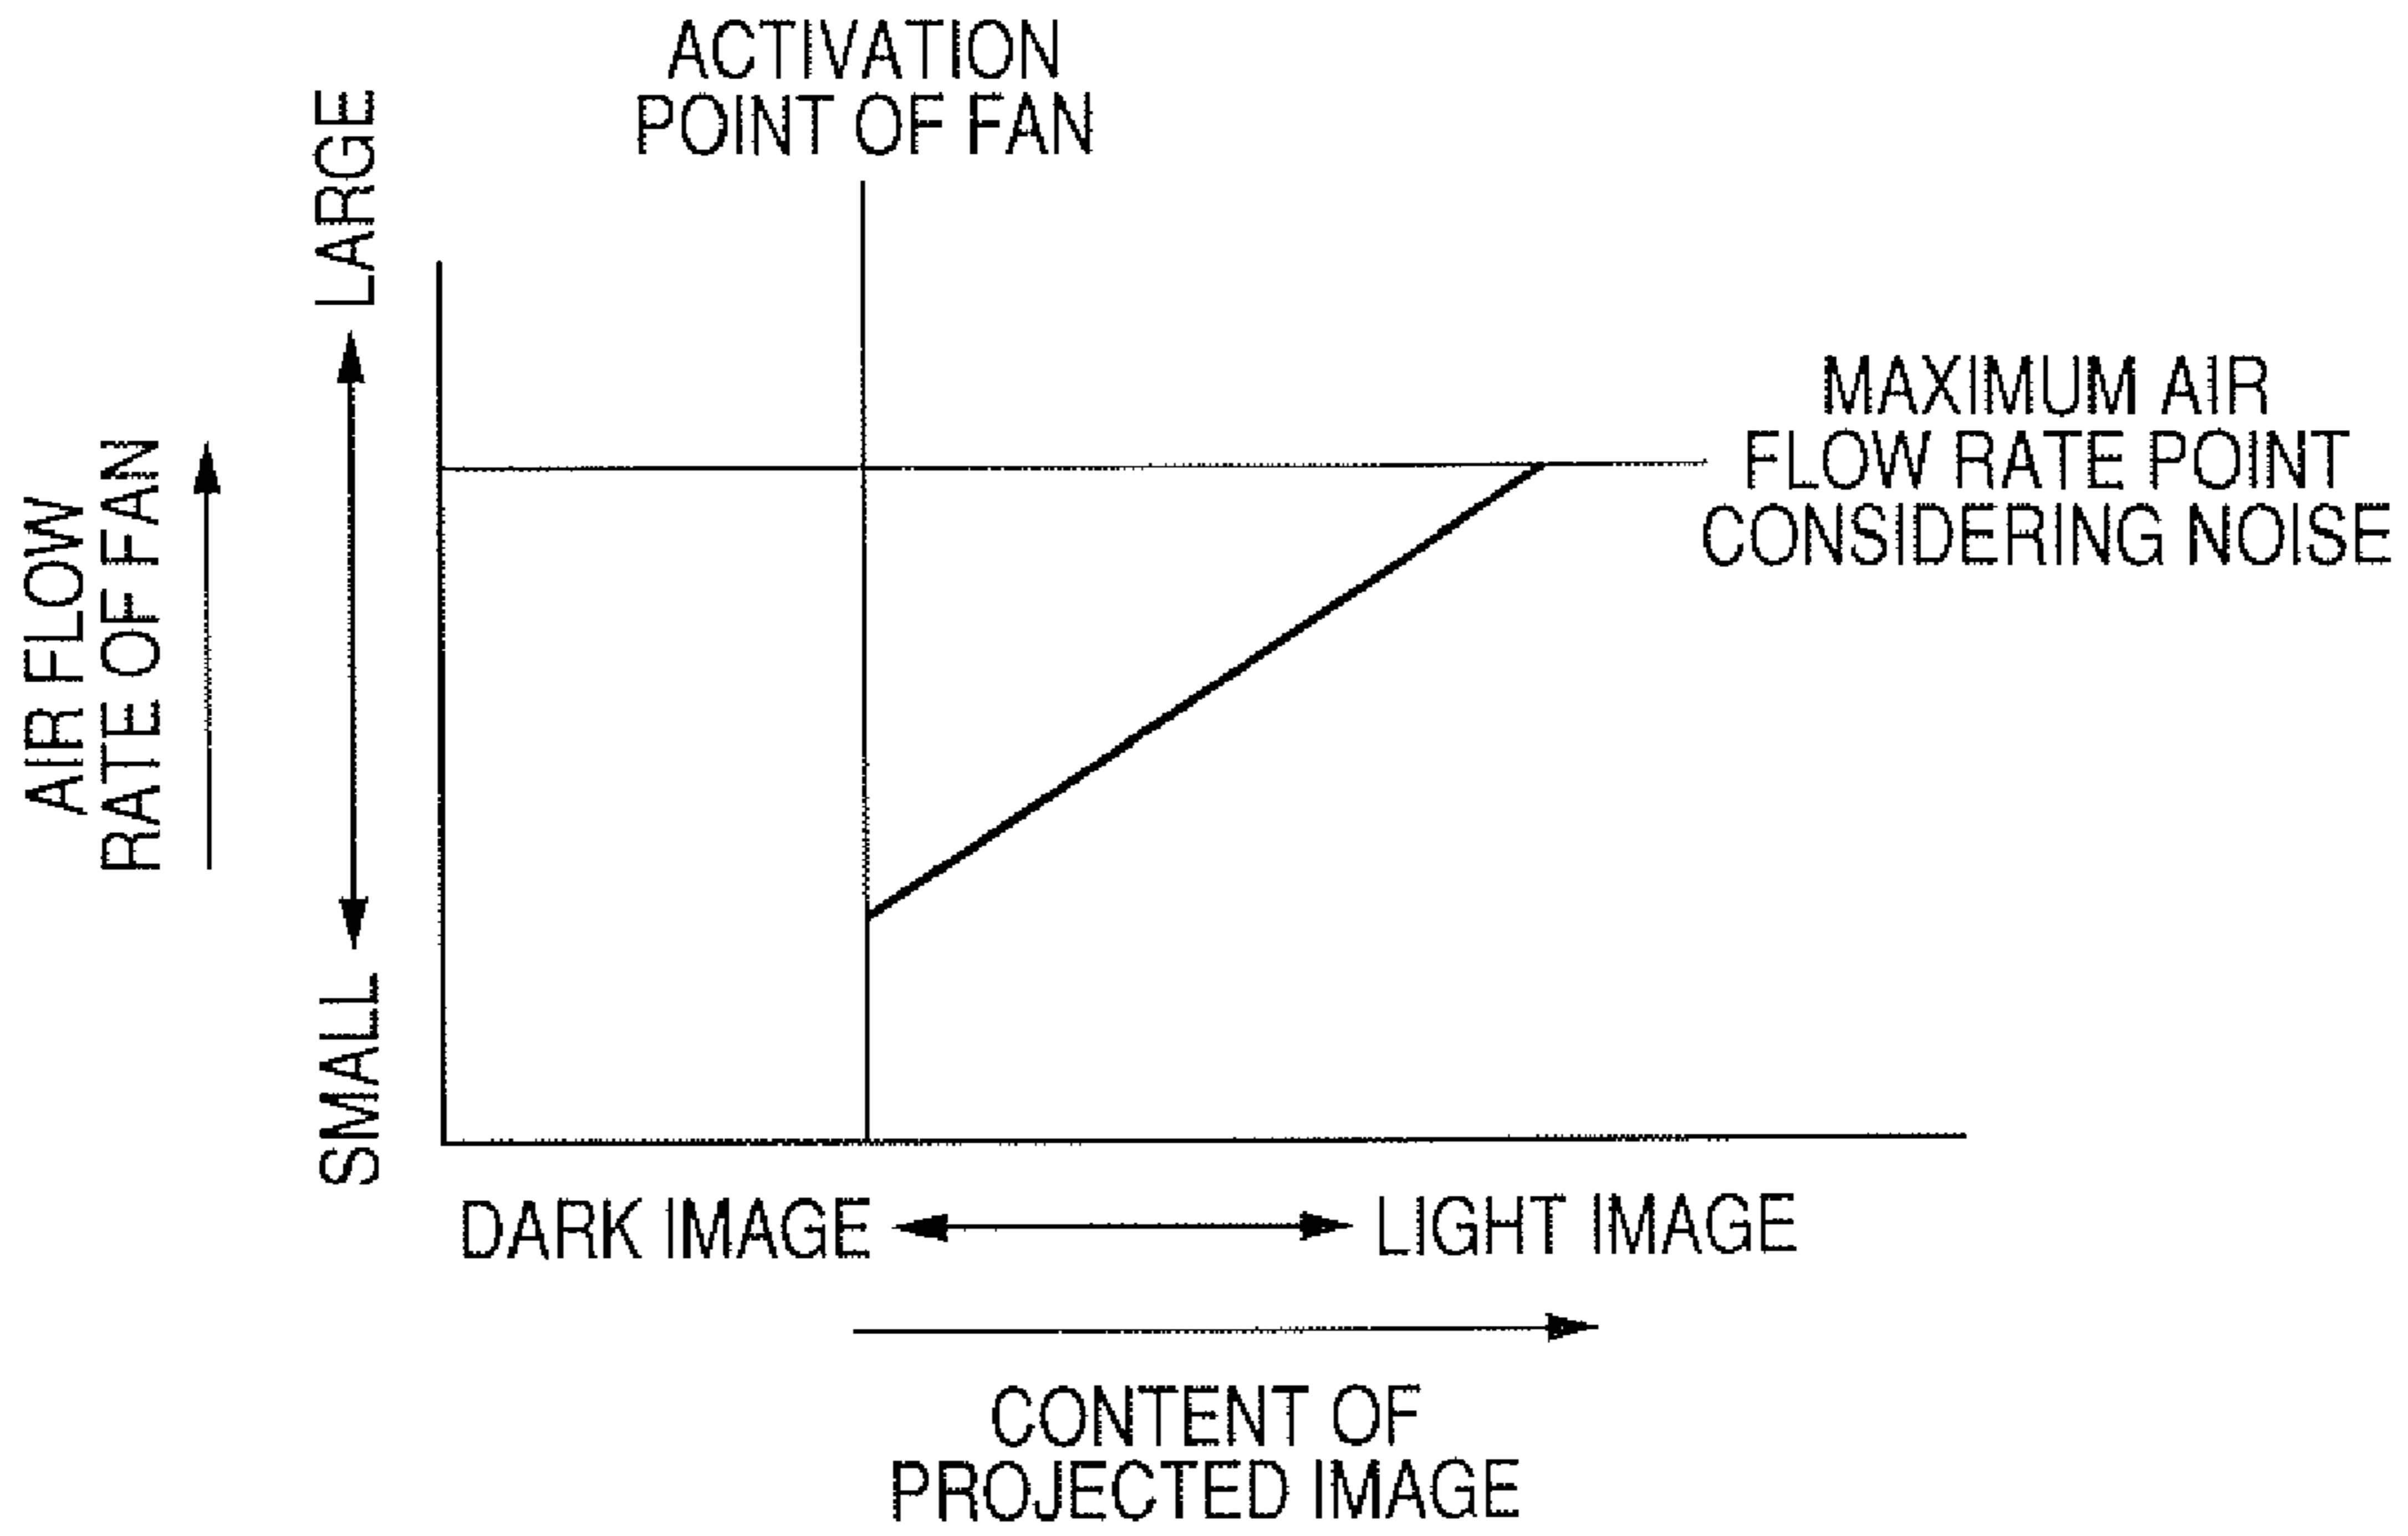 ACTIVATION
POINT OF FAN
LARGE
AIR FLOW
RATE OF FAN
SMALL
MAXIMUM AIR
FLOW RATE POINT
CONSIDERING NOISE
DARK IMAGE
LIGHT IMAGE
CONTENT OF
PROJECTED IMAGE